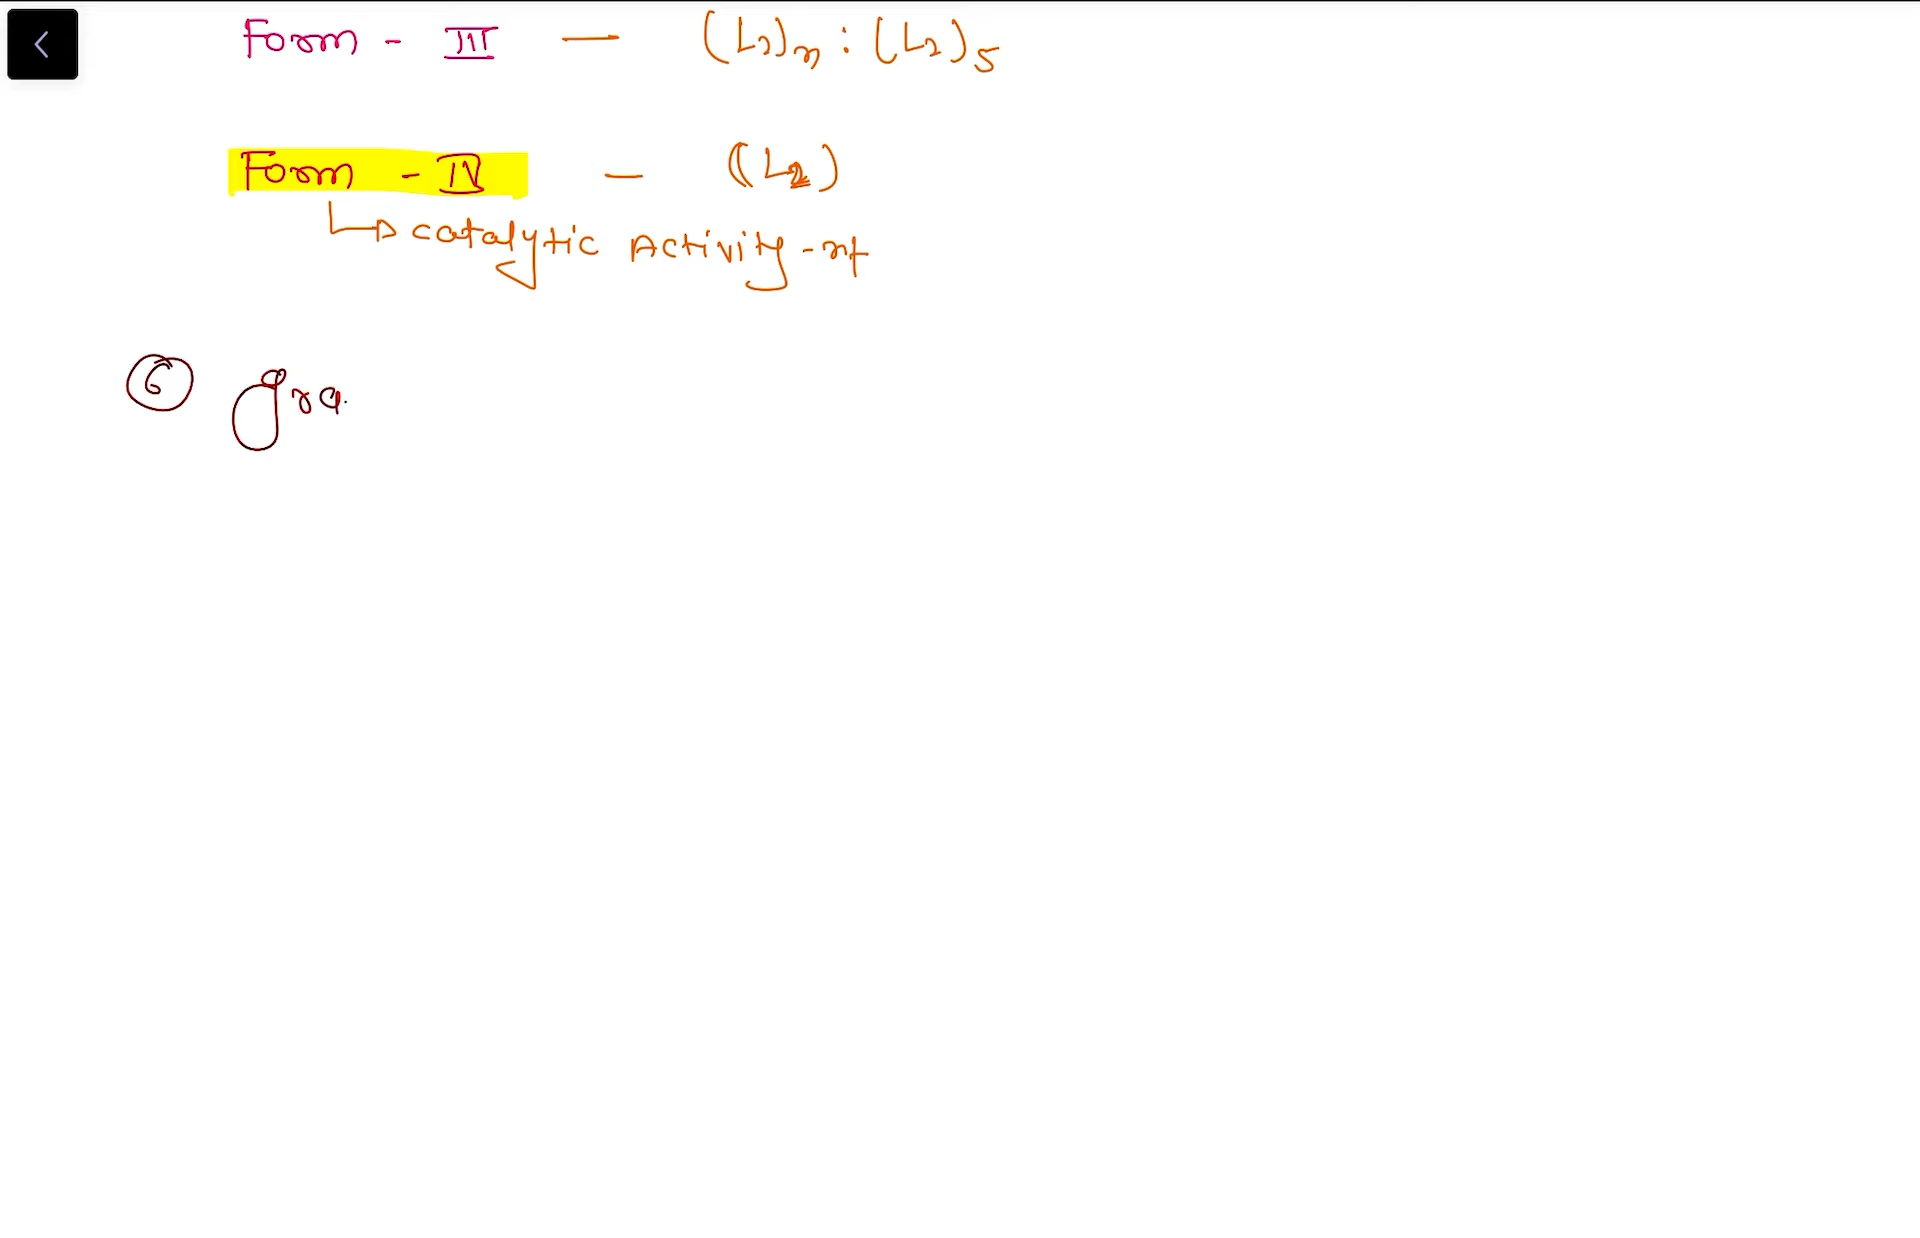 Form - III — (L2)n : (L2)5
Form - IV — (L2)
↳ catalytic Activity - nt
⑥ gra